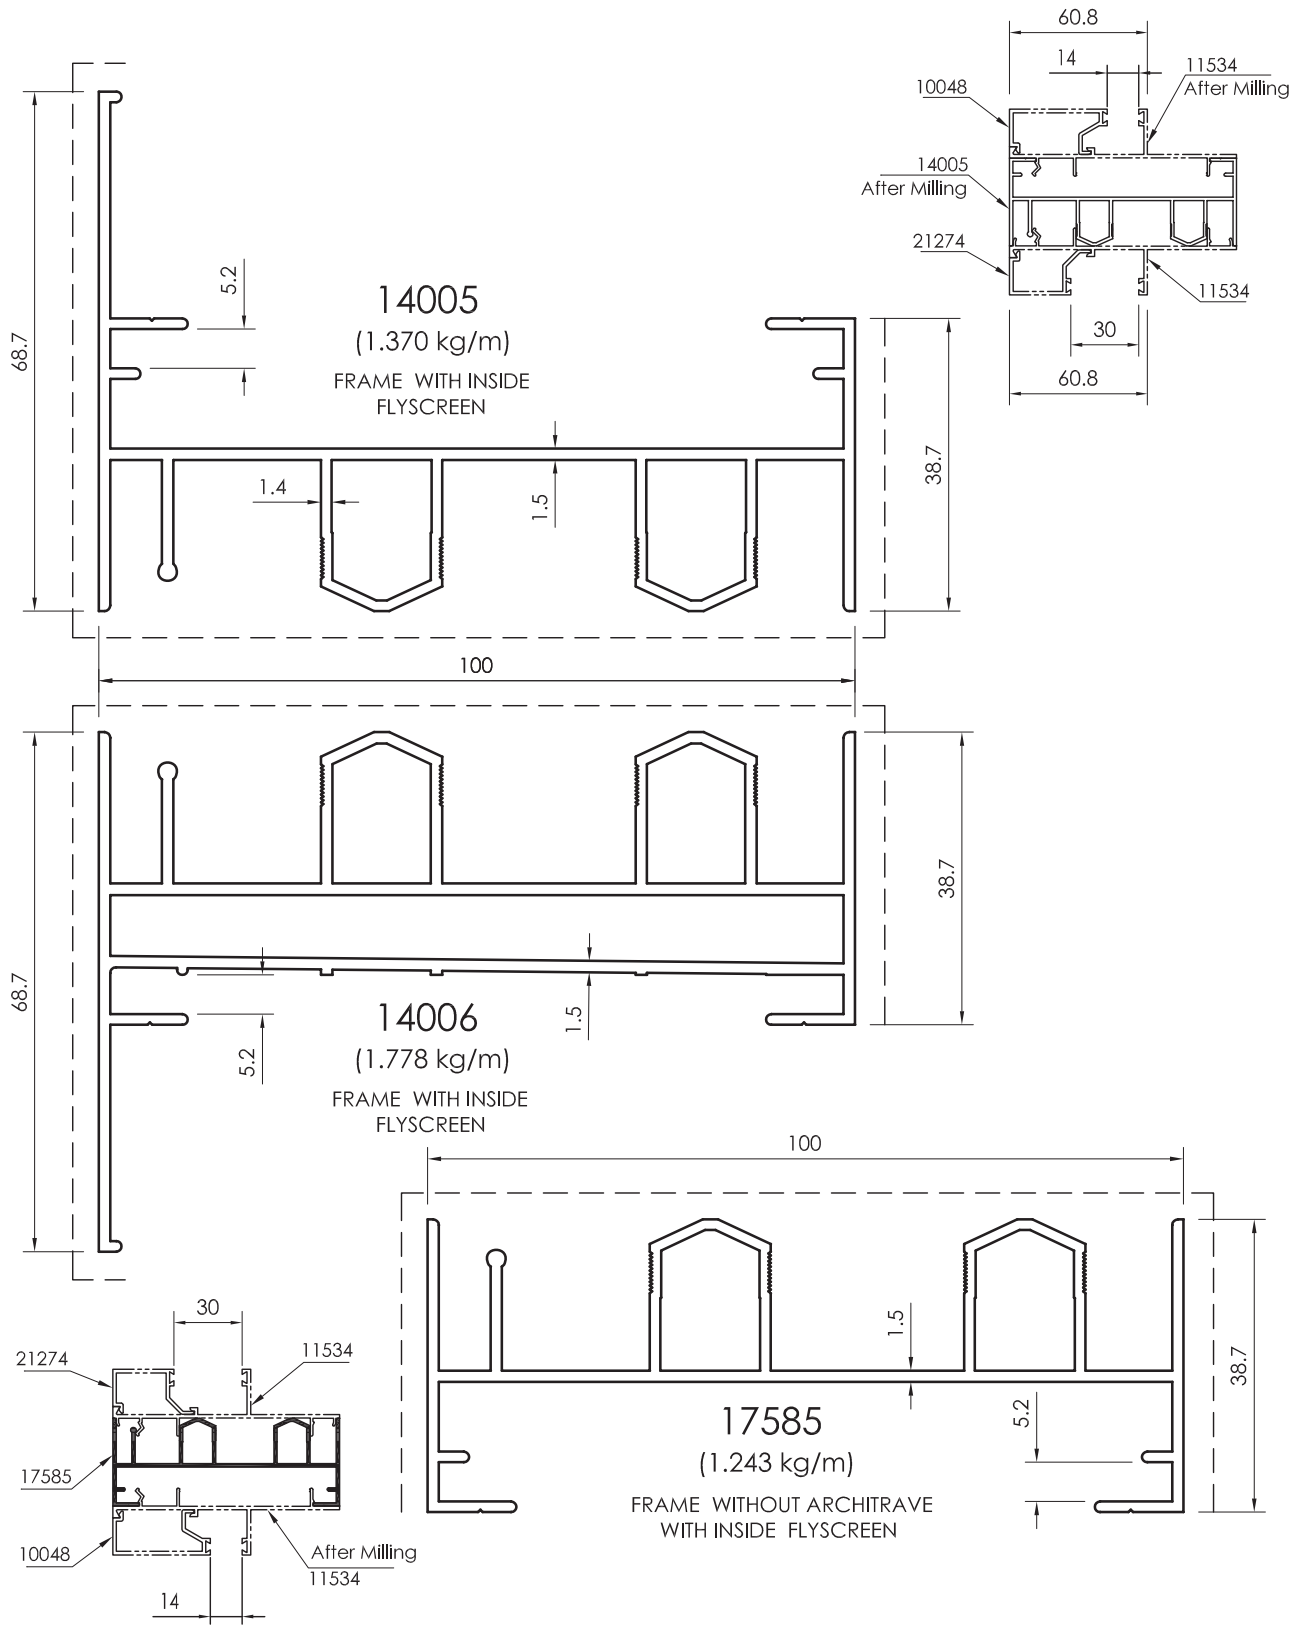 60.8
14
11534
After Milling
10048
14005
After Milling
21274
11534
30
60.8
68.7
5.2
14005
(1.370 kg/m)
FRAME WITH INSIDE
FLYSCREEN
1.4
1.5
38.7
100
68.7
38.7
14006
(1.778 kg/m)
FRAME WITH INSIDE
FLYSCREEN
5.2
1.5
100
1.5
5.2
38.7
17585
(1.243 kg/m)
FRAME WITHOUT ARCHITRAVE
WITH INSIDE FLYSCREEN
30
21274
11534
17585
10048
After Milling
11534
14